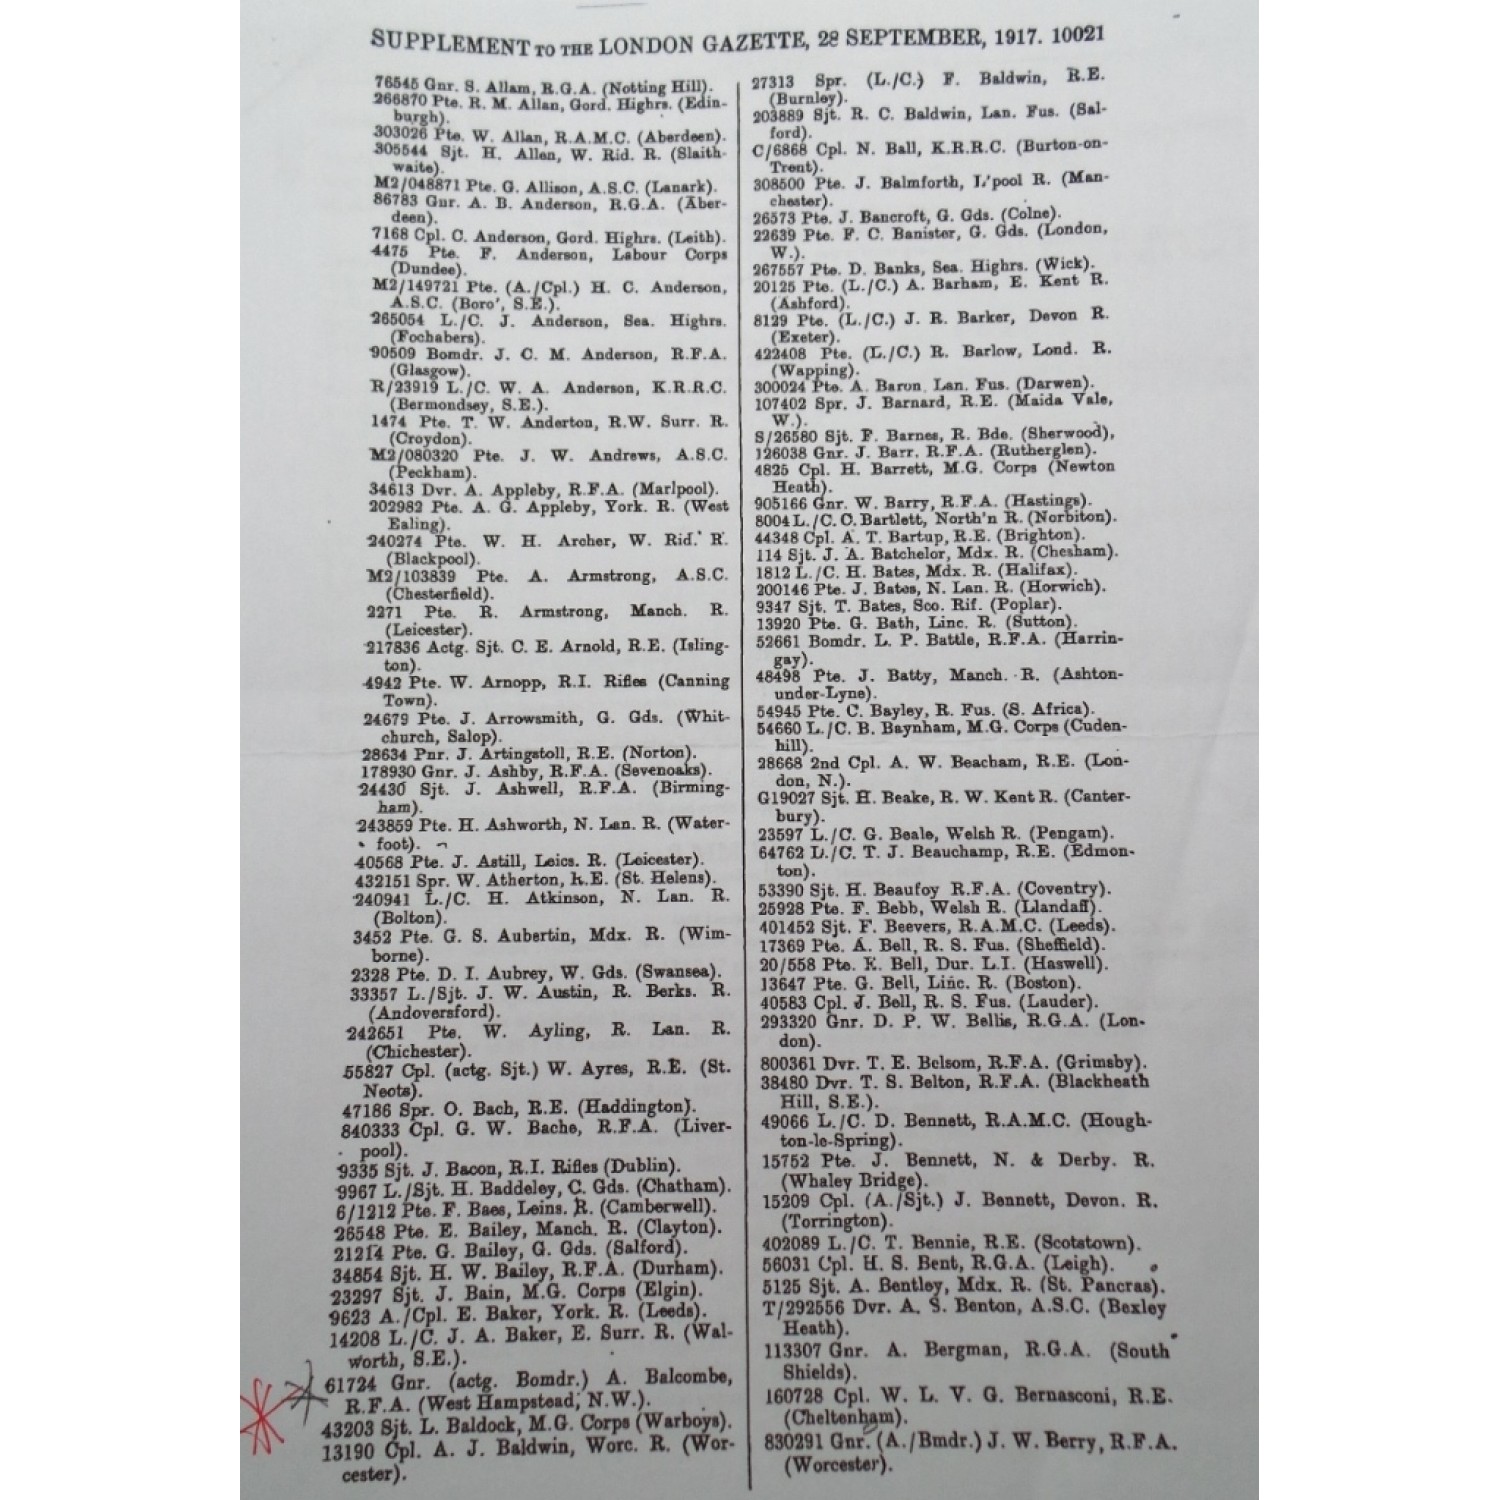 SUPPLEMENT TO THE LONDON GAZETTE, 28 SEPTEMBER, 1917. 10021
76545 Gnr. S. Allam, R.G.A. (Notting Hill).
266870 Pte. R. M. Allan, Gord. Highrs. (Edin-
burgh).
303026 Pte. W. Allan, R.A.M.C. (Aberdeen).
305544 Sjt. H. Allen, W. Rid. R. (Slaith-
waite).
M2/048871 Pte. G. Allison, A.S.C. (Lanark).
86783 Gnr. A. B. Anderson, R.G.A. (Aber-
deen).
7168 Cpl. C. Anderson, Gord. Highrs. (Leith).
4475 Pte. F. Anderson, Labour Corps
(Dundee).
M2/149721 Pte. (A./Cpl.) H. C. Anderson,
A.S.C. (Boro', S.E.).
265054 L./C. J. Anderson, Sea. Highrs.
(Fochabers).
90509 Bomdr. J. C. M. Anderson, R.F.A.
(Glasgow).
R/23919 L./C. W. A. Anderson, K.R.R.C.
(Bermondsey, S.E.).
1474 Pte. T. W. Anderton, R.W. Surr. R.
(Croydon).
M2/080320 Pte. J. W. Andrews, A.S.C.
(Peckham).
34613 Dvr. A. Appleby, R.F.A. (Marlpool).
202982 Pte. A. G. Appleby, York. R. (West
Ealing).
240274 Pte. W. H. Archer, W. Rid. R.
(Blackpool).
M2/103839 Pte. A. Armstrong, A.S.C.
(Chesterfield).
2271 Pte. R. Armstrong, Manch. R.
(Leicester).
217836 Actg. Sjt. C. E. Arnold, R.E. (Isling-
ton).
4942 Pte. W. Arnopp, R.I. Rifles (Canning
Town).
24679 Pte. J. Arrowsmith, G. Gds. (Whit-
church, Salop).
28634 Pnr. J. Artingstoll, R.E. (Norton).
178930 Gnr. J. Ashby, R.F.A. (Sevenoaks).
24430 Sjt. J. Ashwell, R.F.A. (Birming-
ham).
243859 Pte. H. Ashworth, N. Lan. R. (Water-
foot).
40568 Pte. J. Astill, Leics. R. (Leicester).
432151 Spr. W. Atherton, R.E. (St. Helens).
240941 L./C. H. Atkinson, N. Lan. R.
(Bolton).
3452 Pte. G. S. Aubertin, Mdx. R. (Wim-
borne).
2328 Pte. D. I. Aubrey, W. Gds. (Swansea).
33357 L./Sjt. J. W. Austin, R. Berks. R.
(Andoversford).
242651 Pte. W. Ayling, R. Lan. R.
(Chichester).
55827 Cpl. (actg. Sjt.) W. Ayres, R.E. (St.
Neots).
47186 Spr. O. Bach, R.E. (Haddington).
840333 Cpl. G. W. Bache, R.F.A. (Liver-
pool).
9335 Sjt. J. Bacon, R.I. Rifles (Dublin).
9967 L./Sjt. H. Baddeley, C. Gds. (Chatham).
6/1212 Pte. F. Baes, Leins. R. (Camberwell).
26548 Pte. E. Bailey, Manch. R. (Clayton).
21214 Pte. G. Bailey, G. Gds. (Salford).
34854 Sjt. H. W. Bailey, R.F.A. (Durham).
23297 Sjt. J. Bain, M.G. Corps (Elgin).
9623 A./Cpl. E. Baker, York. R. (Leeds).
14208 L./C. J. A. Baker, E. Surr. R. (Wal-
worth, S.E.).
61724 Gnr. (actg. Bomdr.) A. Balcombe,
R.F.A. (West Hampstead, N.W.).
43203 Sjt. L. Baldock, M.G. Corps (Warboys).
13190 Cpl. A. J. Baldwin, Worc. R. (Wor-
cester).
27313 Spr. (L./C.) F. Baldwin, R.E.
(Burnley).
203889 Sjt. R. C. Baldwin, Lan. Fus. (Sal-
ford).
C/6868 Cpl. N. Ball, K.R.R.C. (Burton-on-
Trent).
308500 Pte. J. Balmforth, L'pool R. (Man-
chester).
26573 Pte. J. Bancroft, G. Gds. (Colne).
22639 Pte. F. C. Banister, G. Gds. (London,
W.).
267557 Pte. D. Banks, Sea. Highrs. (Wick).
20125 Pte. (L./C.) A. Barham, E. Kent R.
(Ashford).
8129 Pte. (L./C.) J. R. Barker, Devon R.
(Exeter).
422408 Pte. (L./C.) R. Barlow, Lond. R.
(Wapping).
300024 Pte. A. Baron, Lan. Fus. (Darwen).
107402 Spr. J. Barnard, R.E. (Maida Vale,
W.).
S/26580 Sjt. F. Barnes, R. Bde. (Sherwood),
126038 Gnr. J. Barr, R.F.A. (Rutherglen).
4825 Cpl. H. Barrett, M.G. Corps (Newton
Heath).
905166 Gnr. W. Barry, R.F.A. (Hastings).
8004 L./C. C. Bartlett, North'n R. (Norbiton).
44348 Cpl. A. T. Bartup, R.E. (Brighton).
114 Sjt. J. A. Batchelor, Mdx. R. (Chesham).
1812 L./C. H. Bates, Mdx. R. (Halifax).
200146 Pte. J. Bates, N. Lan. R. (Horwich).
9347 Sjt. T. Bates, Sco. Rif. (Poplar).
13920 Pte. G. Bath, Linc. R. (Sutton).
52661 Bomdr. L. P. Battle, R.F.A. (Harrin-
gay).
48498 Pte. J. Batty, Manch. R. (Ashton-
under-Lyne).
54945 Pte. C. Bayley, R. Fus. (S. Africa).
54660 L./C. B. Baynham, M.G. Corps (Cuden-
hill).
28668 2nd Cpl. A. W. Beacham, R.E. (Lon-
don, N.).
G19027 Sjt. H. Beake, R. W. Kent R. (Canter-
bury).
23597 L./C. G. Beale, Welsh R. (Pengam).
64762 L./C. T. J. Beauchamp, R.E. (Edmon-
ton).
53390 Sjt. H. Beaufoy R.F.A. (Coventry).
25928 Pte. F. Bebb, Welsh R. (Llandaff).
401452 Sjt. F. Beevers, R.A.M.C. (Leeds).
17369 Pte. A. Bell, R. S. Fus. (Sheffield).
20/558 Pte. E. Bell, Dur. L.I. (Haswell).
13647 Pte. G. Bell, Linc. R. (Boston).
40583 Cpl. J. Bell, R. S. Fus. (Lauder).
293320 Gnr. D. P. W. Bellis, R.G.A. (Lon-
don).
800361 Dvr. T. E. Belsom, R.F.A. (Grimsby).
38480 Dvr. T. S. Belton, R.F.A. (Blackheath
Hill, S.E.).
49066 L./C. D. Bennett, R.A.M.C. (Hough-
ton-le-Spring).
15752 Pte. J. Bennett, N. & Derby. R.
(Whaley Bridge).
15209 Cpl. (A./Sjt.) J. Bennett, Devon. R.
(Torrington).
402089 L./C. T. Bennie, R.E. (Scotstown).
56031 Cpl. H. S. Bent, R.G.A. (Leigh).
5125 Sjt. A. Bentley, Mdx. R. (St. Pancras).
T/292556 Dvr. A. S. Benton, A.S.C. (Bexley
Heath).
113307 Gnr. A. Bergman, R.G.A. (South
Shields).
160728 Cpl. W. L. V. G. Bernasconi, R.E.
(Cheltenham).
830291 Gnr. (A./Bmdr.) J. W. Berry, R.F.A.
(Worcester).